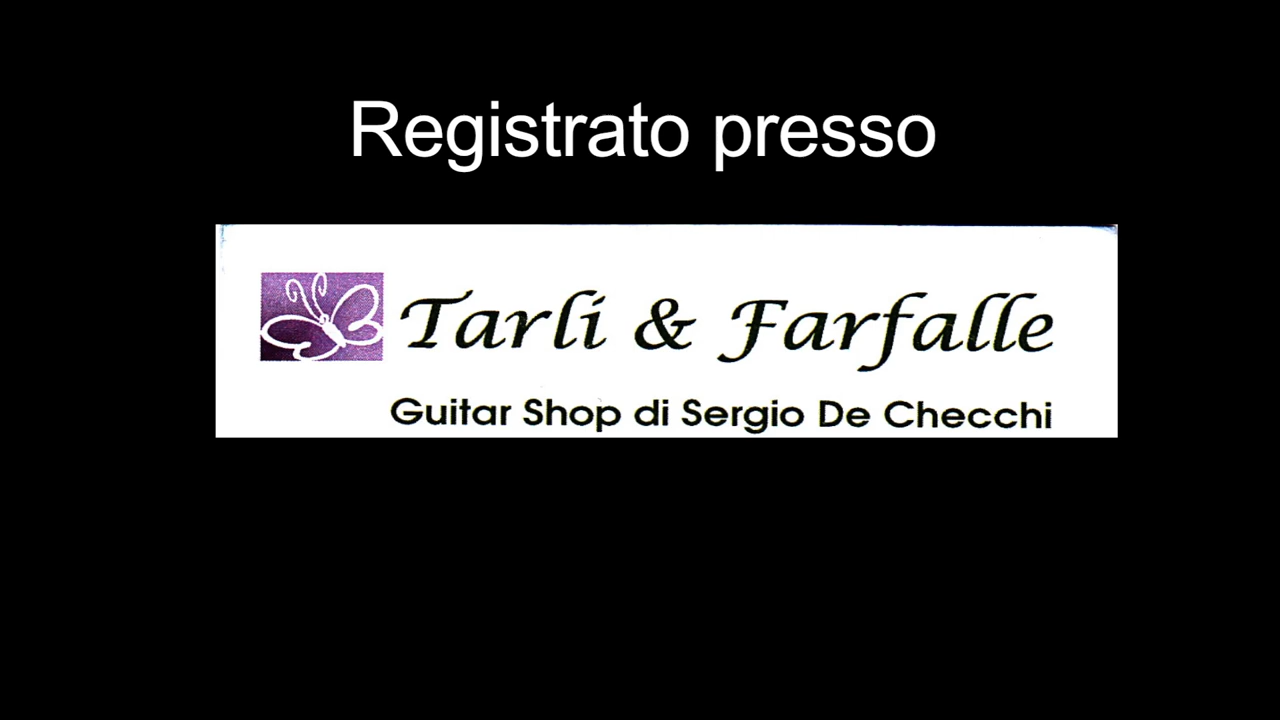 Registrato presso
Tarli & Farfalle
Guitar Shop di Sergio De Checchi